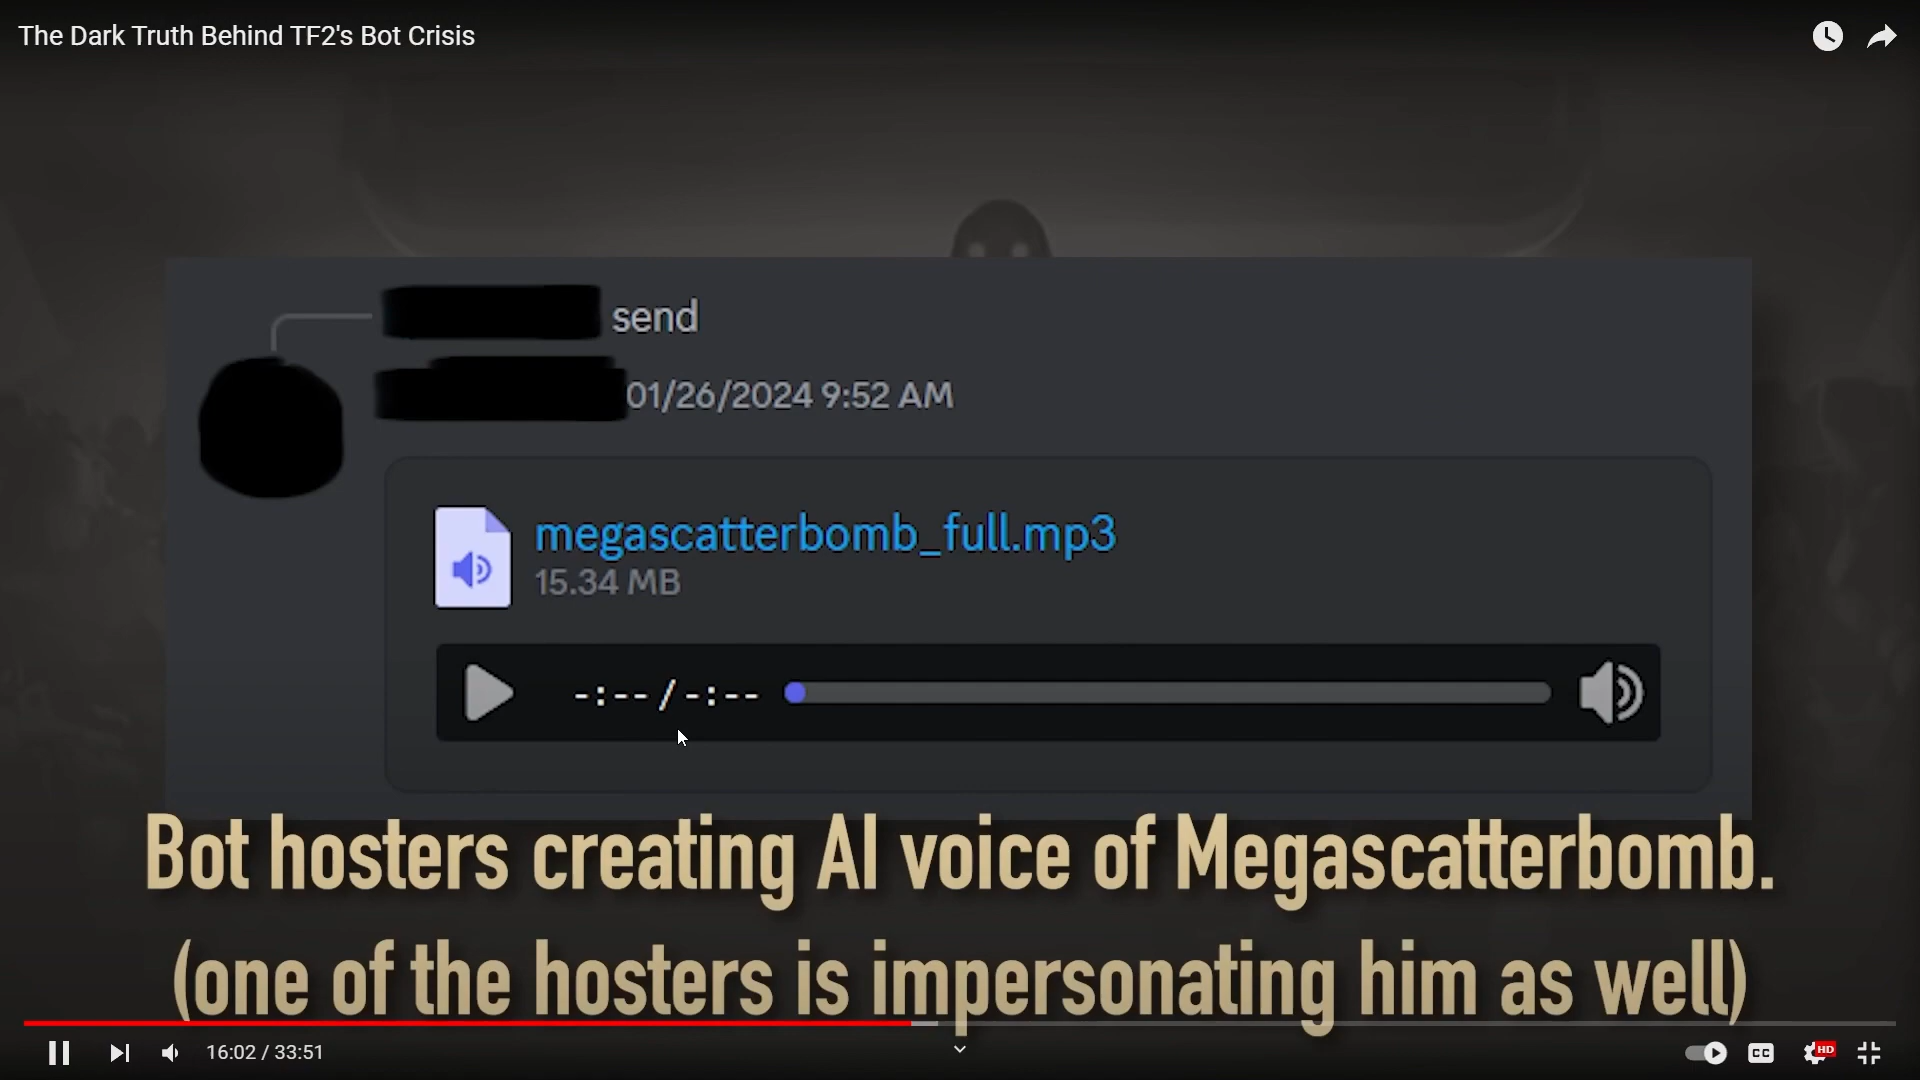 The Dark Truth Behind TF2's Bot Crisis
send
01/26/2024 9:52 AM
megascatterbomb_full.mp3
15.34 MB
-:-- / -:--
Bot hosters creating AI voice of Megascatterbomb.
(one of the hosters is impersonating him as well)
16:02 / 33:51
CC
HD